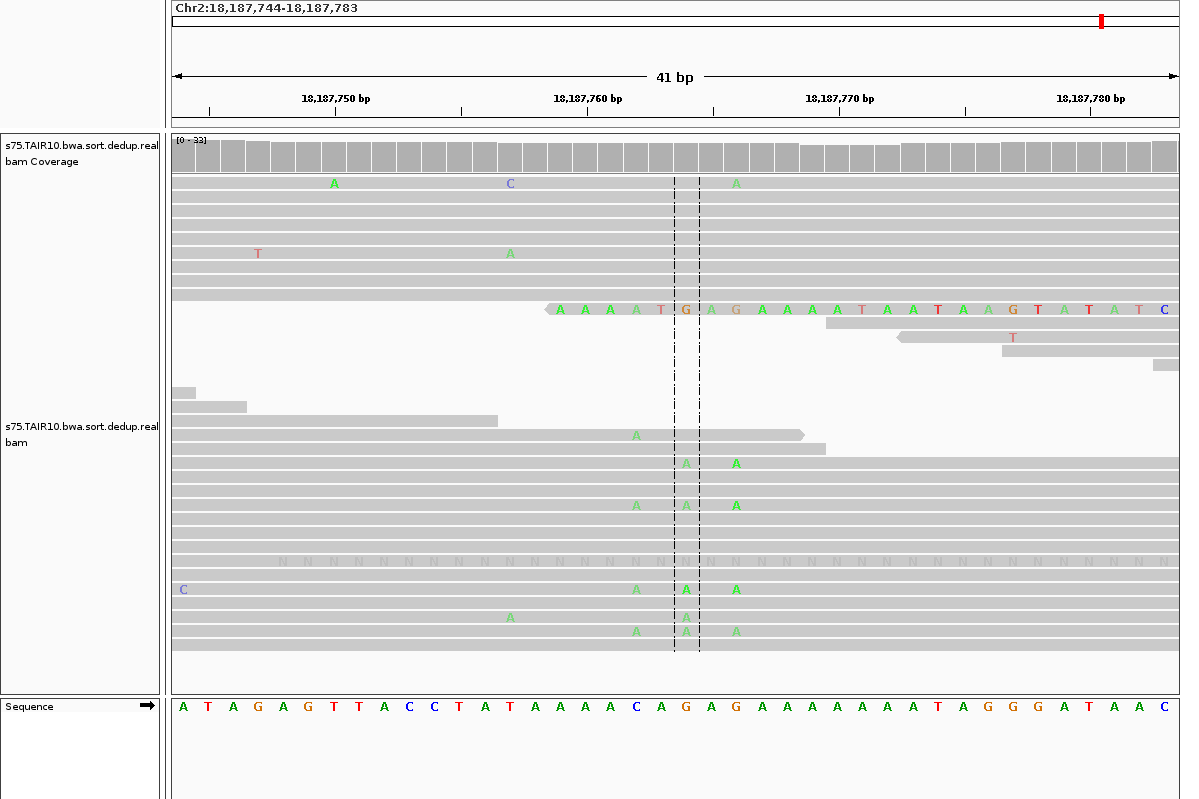 Chr2:18,187,744-18,187,783
41 bp
18,187,750 bp 18,187,760 bp 18,187,770 bp 18,187,780 bp
s75.TAIR10.bwa.sort.dedup.real
bam Coverage
[0 - 33]
A C A
T A
A A A A T G A G A A A A T A A T A A G T A T A T C
T
s75.TAIR10.bwa.sort.dedup.real
bam
A
A A
A A A
N N N N N N N N N N N N N N N N N N N N N N N N N N N N N N N N N N N N
C A A A
A A
A A A
Sequence
A T A G A G T T A C C T A T A A A A C A G A G A A A A A A A T A G G G A T A A C